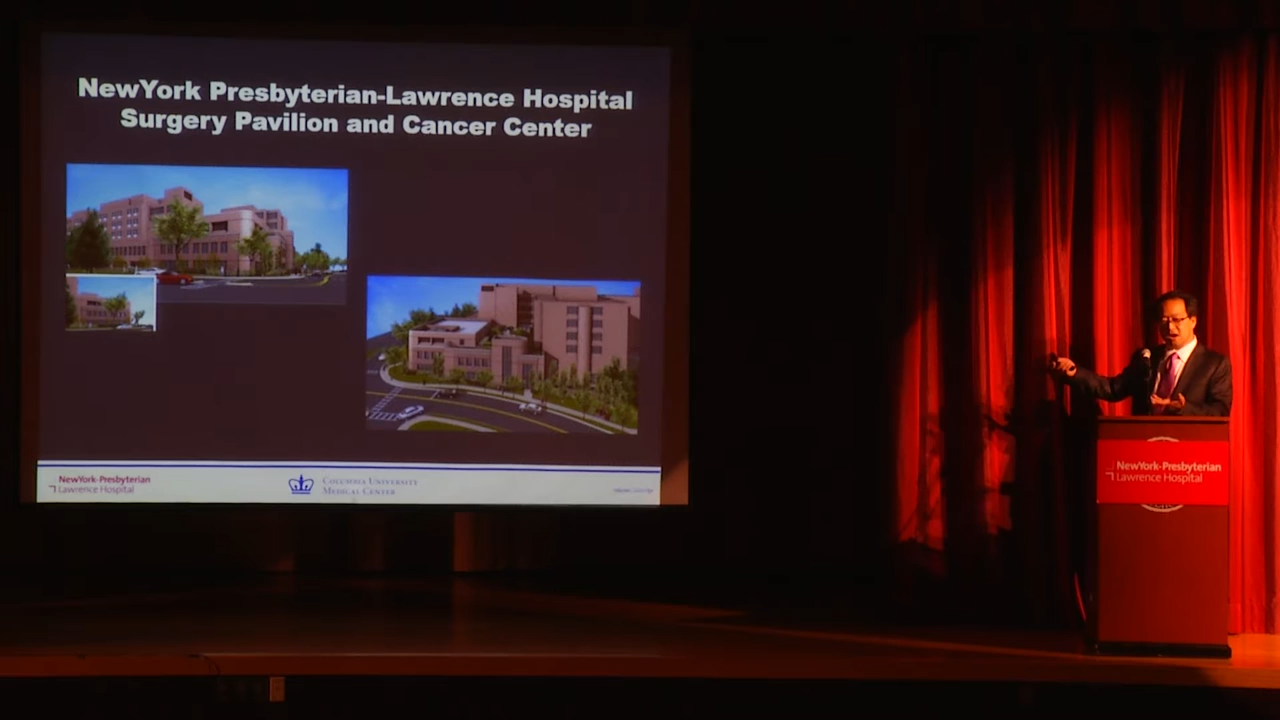 NewYork Presbyterian-Lawrence Hospital
Surgery Pavilion and Cancer Center
NewYork-Presbyterian
Lawrence Hospital
COLUMBIA UNIVERSITY
MEDICAL CENTER
NewYork-Presbyterian
Lawrence Hospital